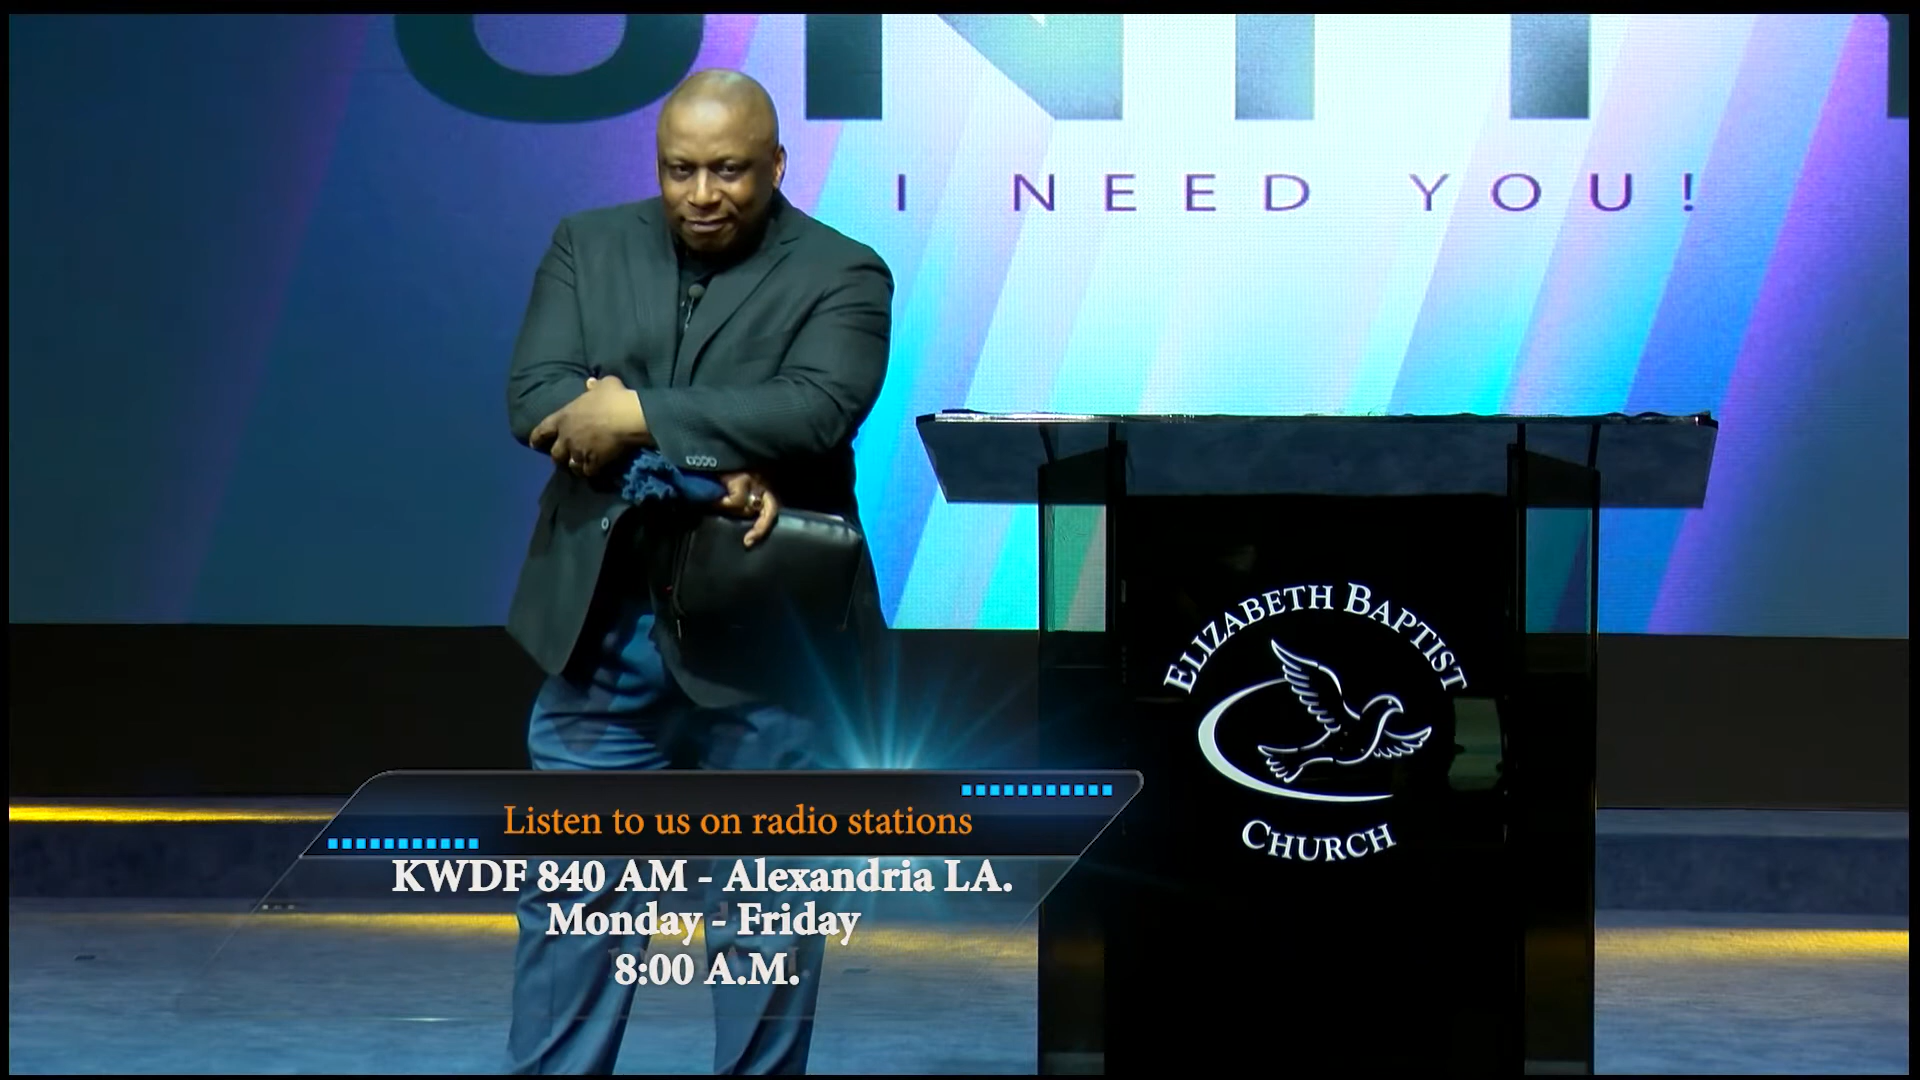 UNIT
I NEED YOU!
ELIZABETH BAPTIST
CHURCH
Listen to us on radio stations
KWDF 840 AM - Alexandria LA.
Monday - Friday
8:00 A.M.